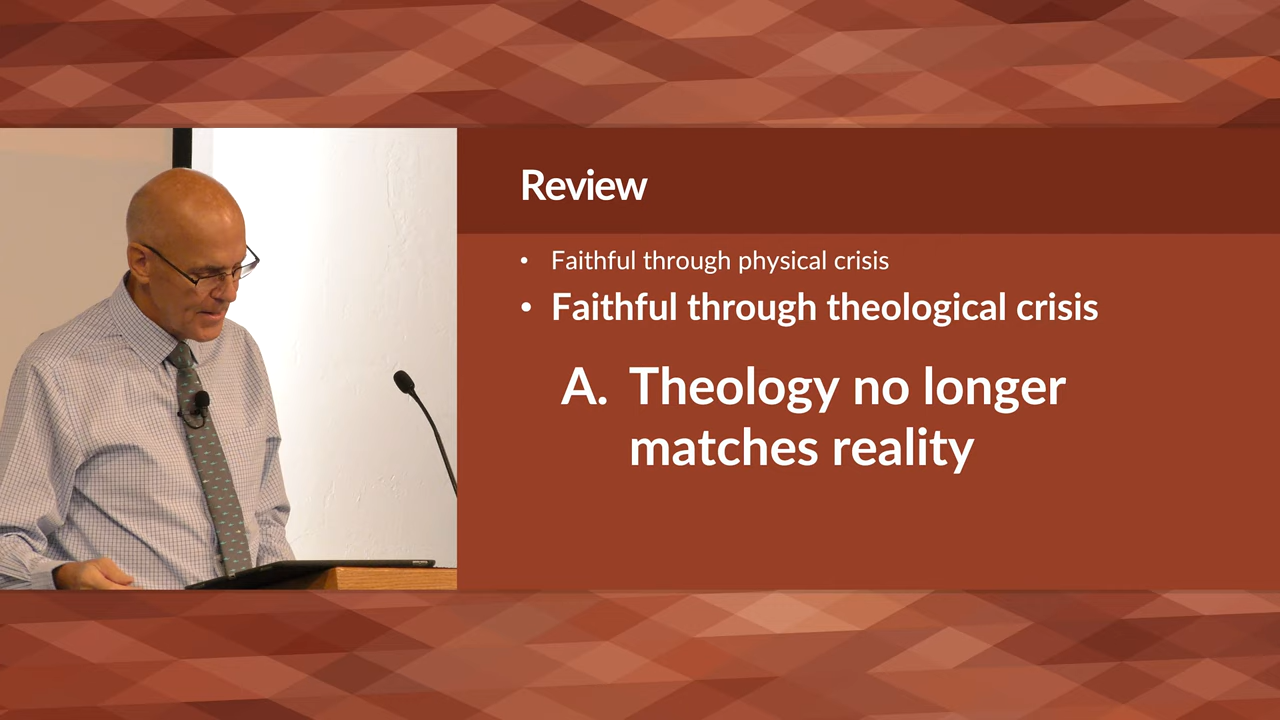 Review
• Faithful through physical crisis
• Faithful through theological crisis
A. Theology no longer
matches reality